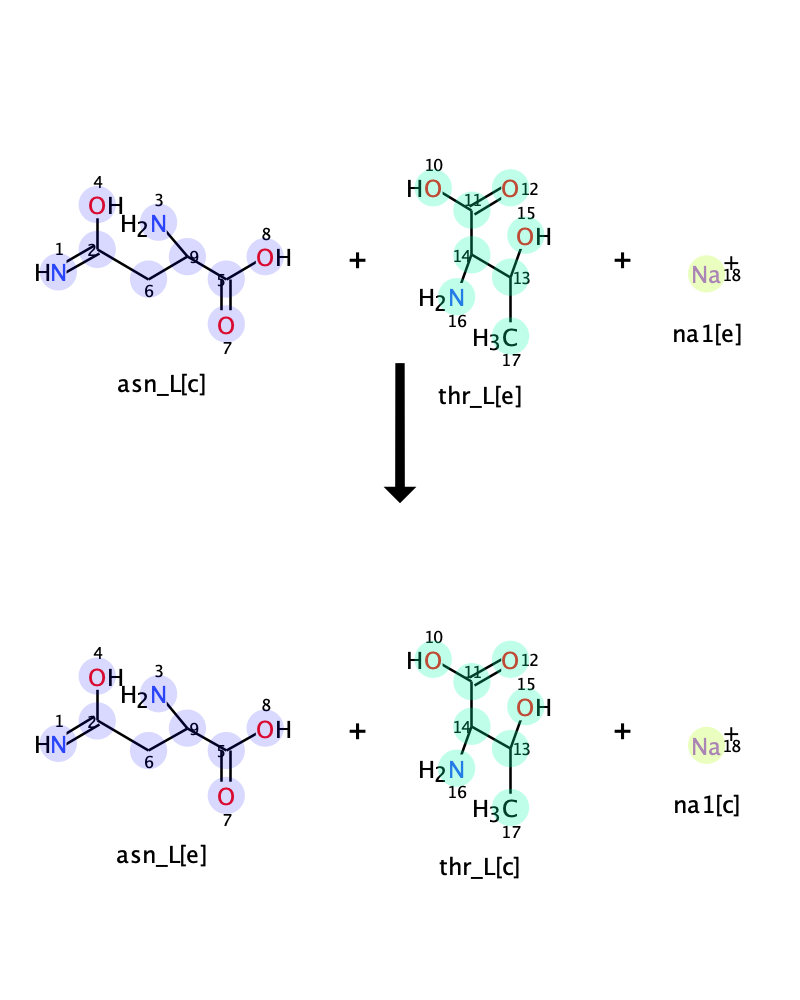 4
OH
3
H₂N
1
HN
2
6
9
5
8
OH
O
7
asn_L[c]
+
10
HO
11
O 12
15
OH
14
13
H₂N
16
H₃C
17
thr_L[e]
+
Na + 18
na1[e]
4
OH
3
H₂N
1
HN
2
6
9
5
8
OH
O
7
asn_L[e]
+
10
HO
11
O 12
15
OH
14
13
H₂N
16
H₃C
17
thr_L[c]
+
Na + 18
na1[c]